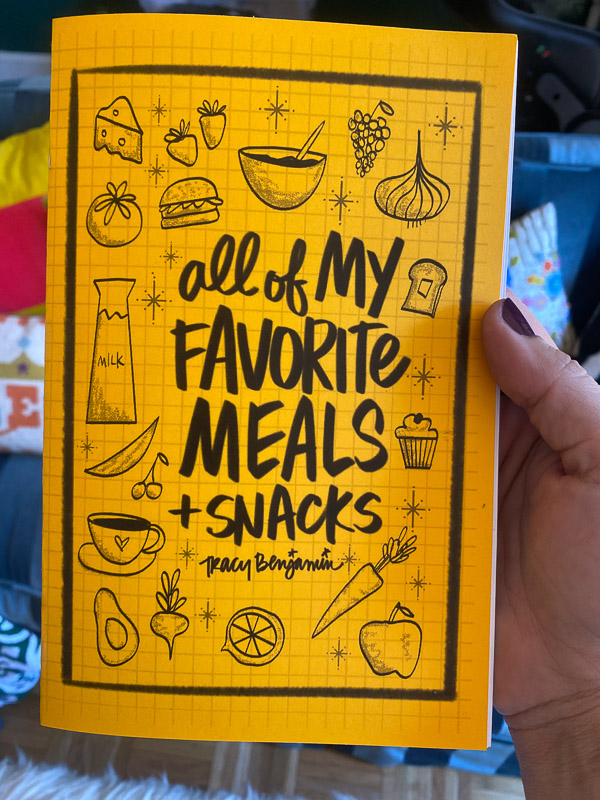 all of MY
FAVORITE
MEALS
+ SNACKS
Tracy Benjamin
MILK
E